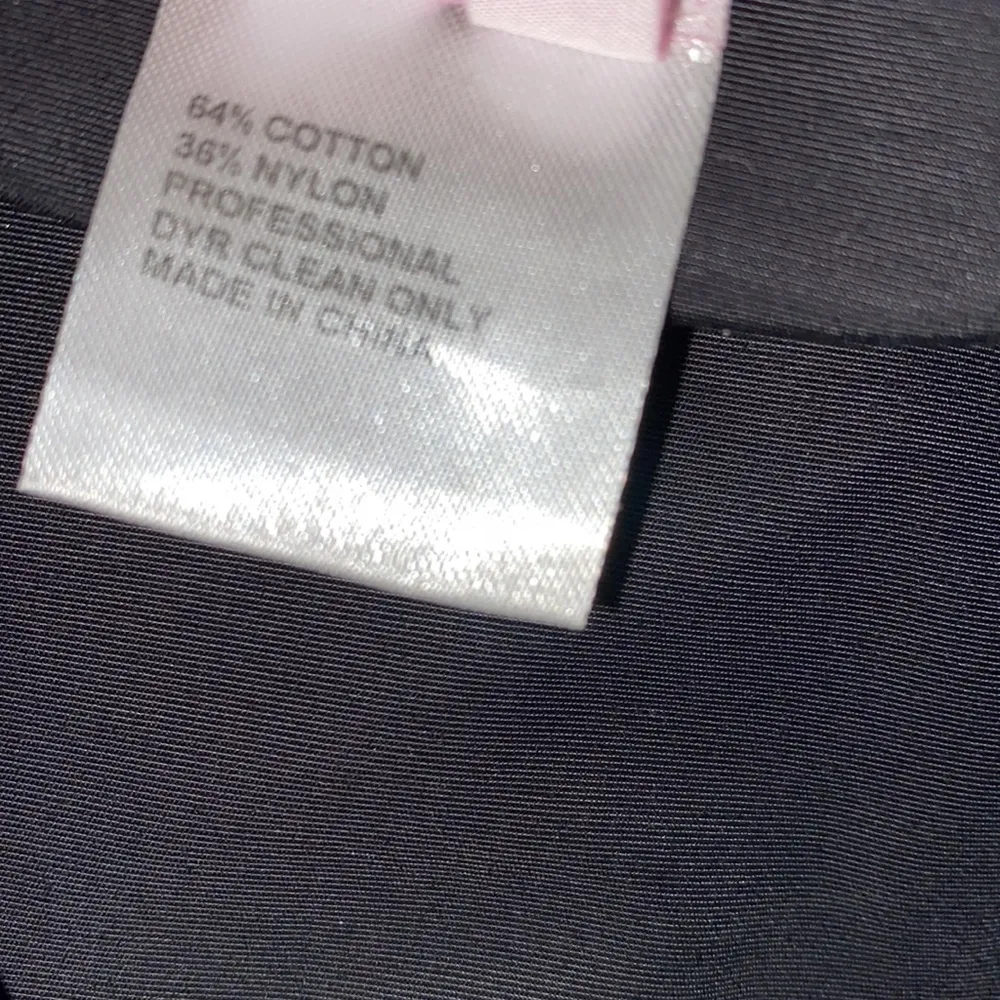 64% COTTON
36% NYLON
PROFESSIONAL
DYR CLEAN ONLY
MADE IN CHINA